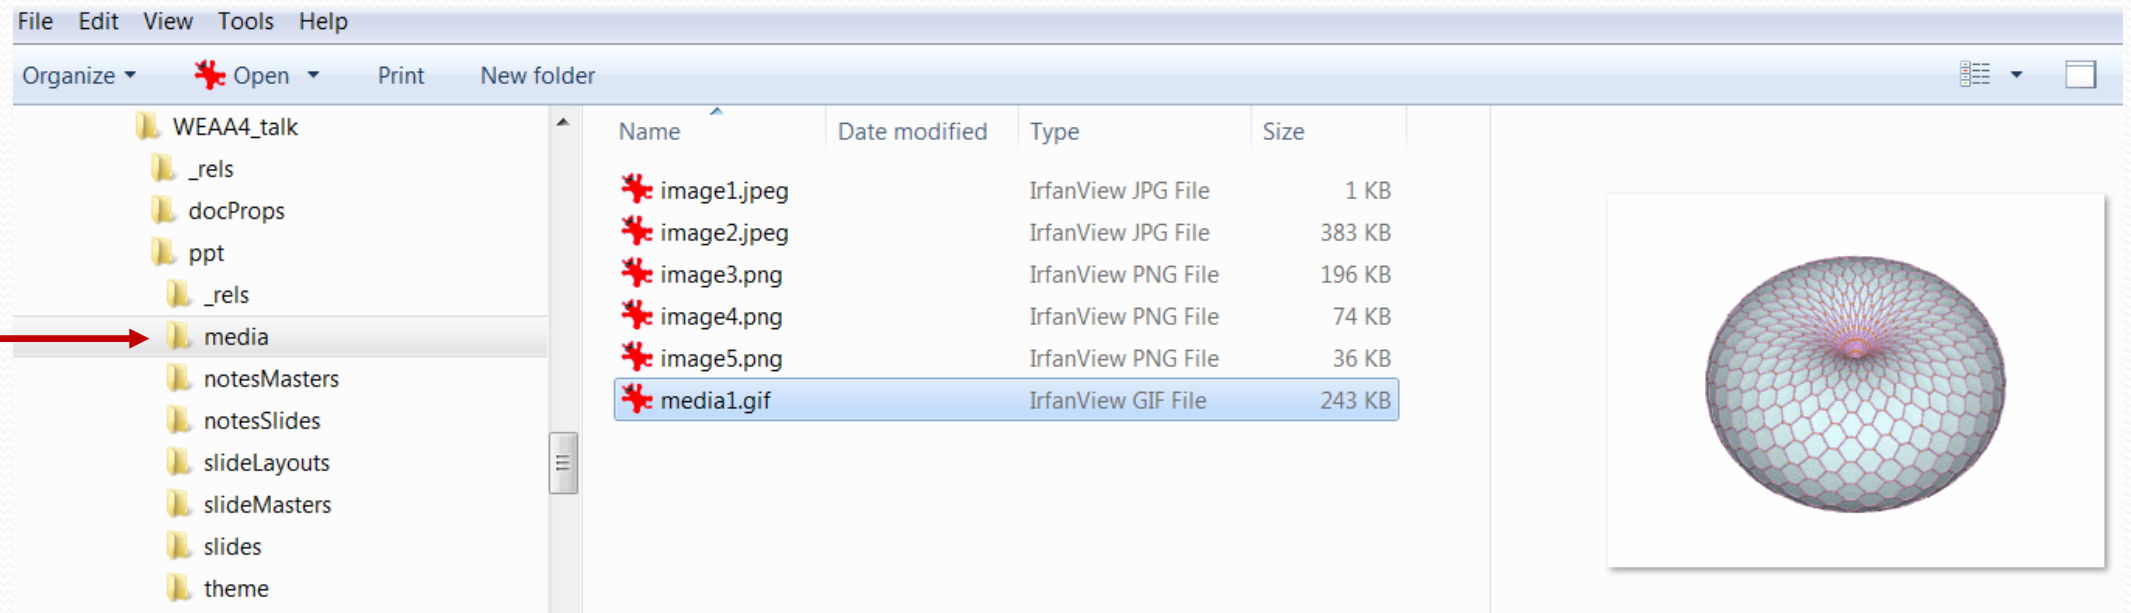 File Edit View Tools Help
Organize Open Print New folder
WEAA4_talk
_rels
docProps
ppt
_rels
media
notesMasters
notesSlides
slideLayouts
slideMasters
slides
theme
Name Date modified Type Size
image1.jpeg IrfanView JPG File 1 KB
image2.jpeg IrfanView JPG File 383 KB
image3.png IrfanView PNG File 196 KB
image4.png IrfanView PNG File 74 KB
image5.png IrfanView PNG File 36 KB
media1.gif IrfanView GIF File 243 KB